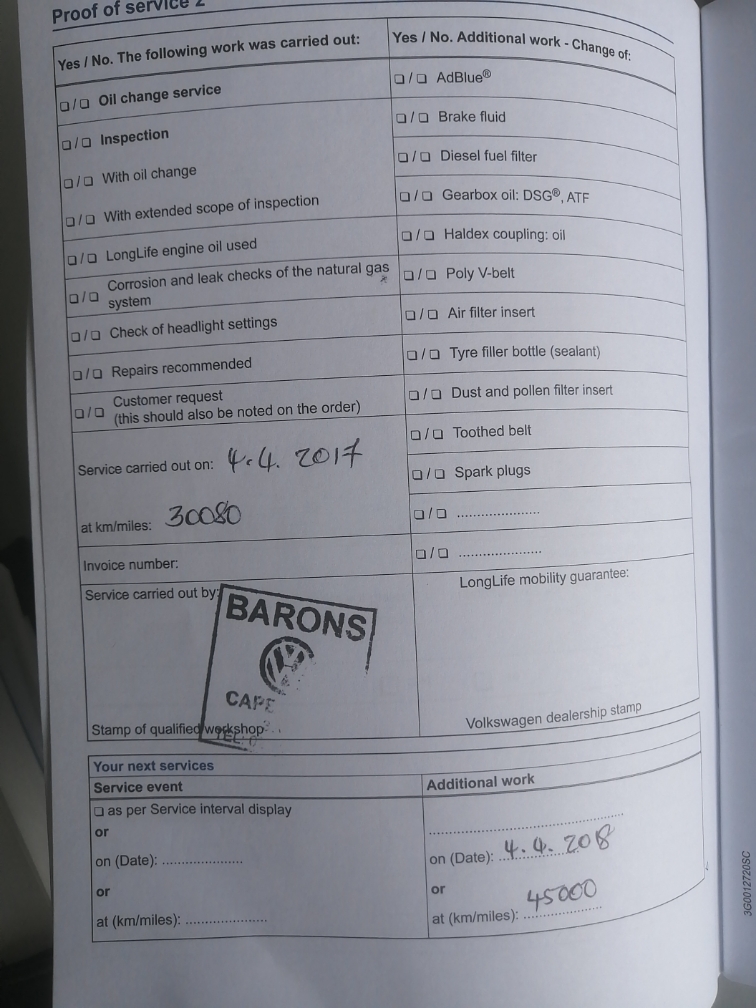 Proof of service 2
Yes / No. The following work was carried out:
❏ / ❏ Oil change service
❏ / ❏ Inspection
❏ / ❏ With oil change
❏ / ❏ With extended scope of inspection
❏ / ❏ LongLife engine oil used
❏ / ❏ Corrosion and leak checks of the natural gas
system
❏ / ❏ Check of headlight settings
❏ / ❏ Repairs recommended
❏ / ❏ Customer request
(this should also be noted on the order)
Service carried out on: 4.4. 2017
at km/miles: 30080
Invoice number:
Service carried out by:
BARONS
CAPE
Stamp of qualified workshop
TEL:
Yes / No. Additional work - Change of:
❏ / ❏ AdBlue®
❏ / ❏ Brake fluid
❏ / ❏ Diesel fuel filter
❏ / ❏ Gearbox oil: DSG®, ATF
❏ / ❏ Haldex coupling: oil
❏ / ❏ Poly V-belt
❏ / ❏ Air filter insert
❏ / ❏ Tyre filler bottle (sealant)
❏ / ❏ Dust and pollen filter insert
❏ / ❏ Toothed belt
❏ / ❏ Spark plugs
❏ / ❏ .....................
❏ / ❏ .....................
LongLife mobility guarantee:
Volkswagen dealership stamp
Your next services
Service event
❏ as per Service interval display
or
on (Date): .....................
or
at (km/miles): .....................
Additional work
.....................
on (Date): 4.4. 2018
or
at (km/miles): 45000
3G0012720SC